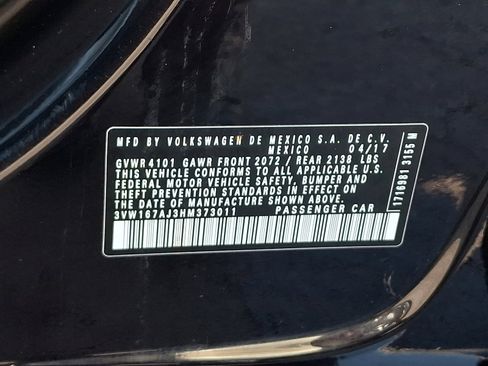 MFD BY VOLKSWAGEN DE MEXICO S.A. DE C.V.
MEXICO 04/17
GVWR 4101 GAWR FRONT 2072 / REAR 2138 LBS
THIS VEHICLE CONFORMS TO ALL APPLICABLE U.S.
FEDERAL MOTOR VEHICLE SAFETY, BUMPER AND
THEFT PREVENTION STANDARDS IN EFFECT ON
THE DATE OF MANUFACTURE SHOWN ABOVE.
3VW167AJ3HM373011 PASSENGER CAR
1716981 3155 M